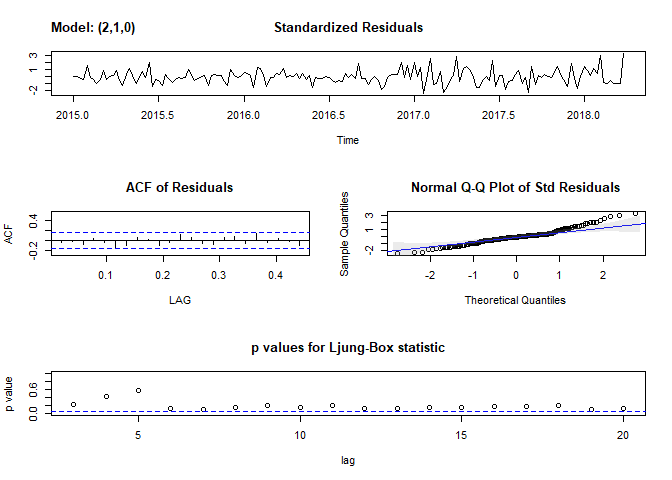 Model: (2,1,0) Standardized Residuals
3
1
-2
2015.0 2015.5 2016.0 2016.5 2017.0 2017.5 2018.0
Time
ACF of Residuals
ACF
0.4
-0.2
0.1 0.2 0.3 0.4
LAG
Normal Q-Q Plot of Std Residuals
Sample Quantiles
3
1
-2
-2 -1 0 1 2
Theoretical Quantiles
p values for Ljung-Box statistic
p value
0.6
0.0
5 10 15 20
lag